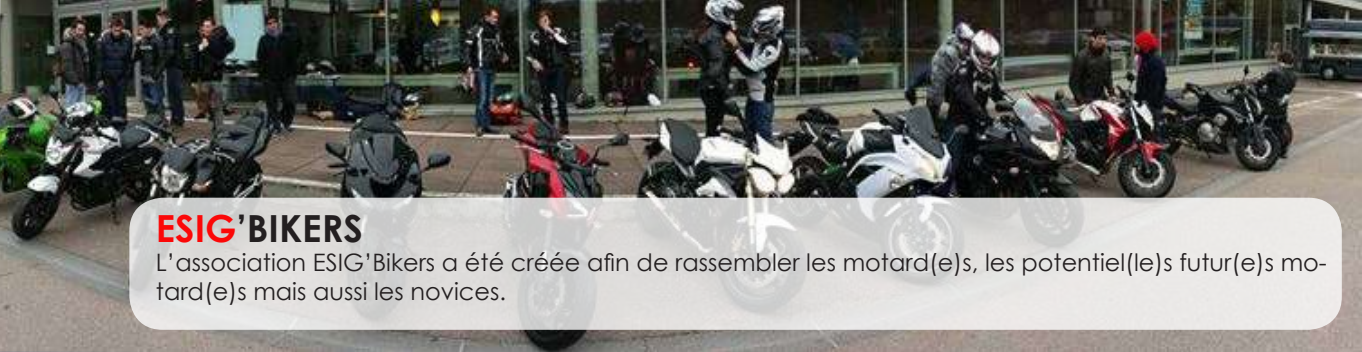 ESIG’BIKERS
L’association ESIG’Bikers a été créée afin de rassembler les motard(e)s, les potentiel(le)s futur(e)s mo-
tard(e)s mais aussi les novices.